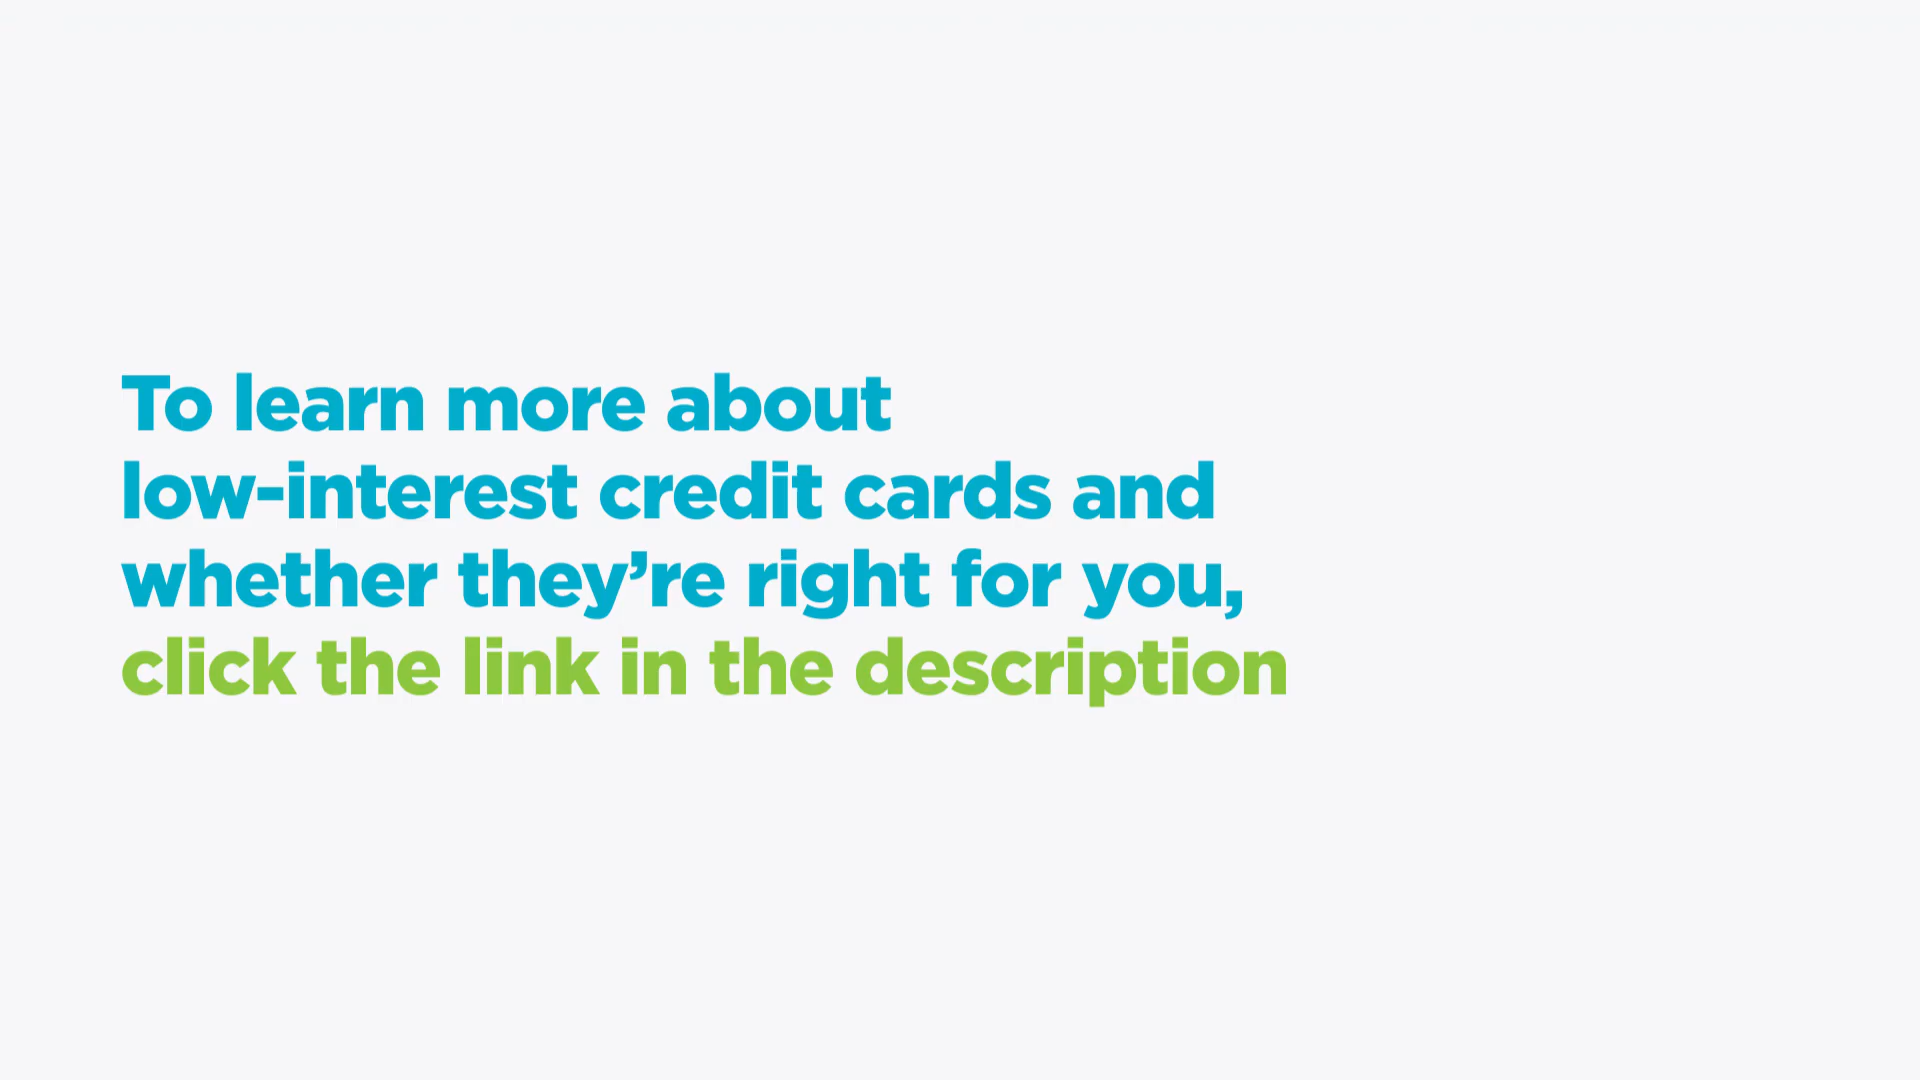 To learn more about
low-interest credit cards and
whether they’re right for you,
click the link in the description